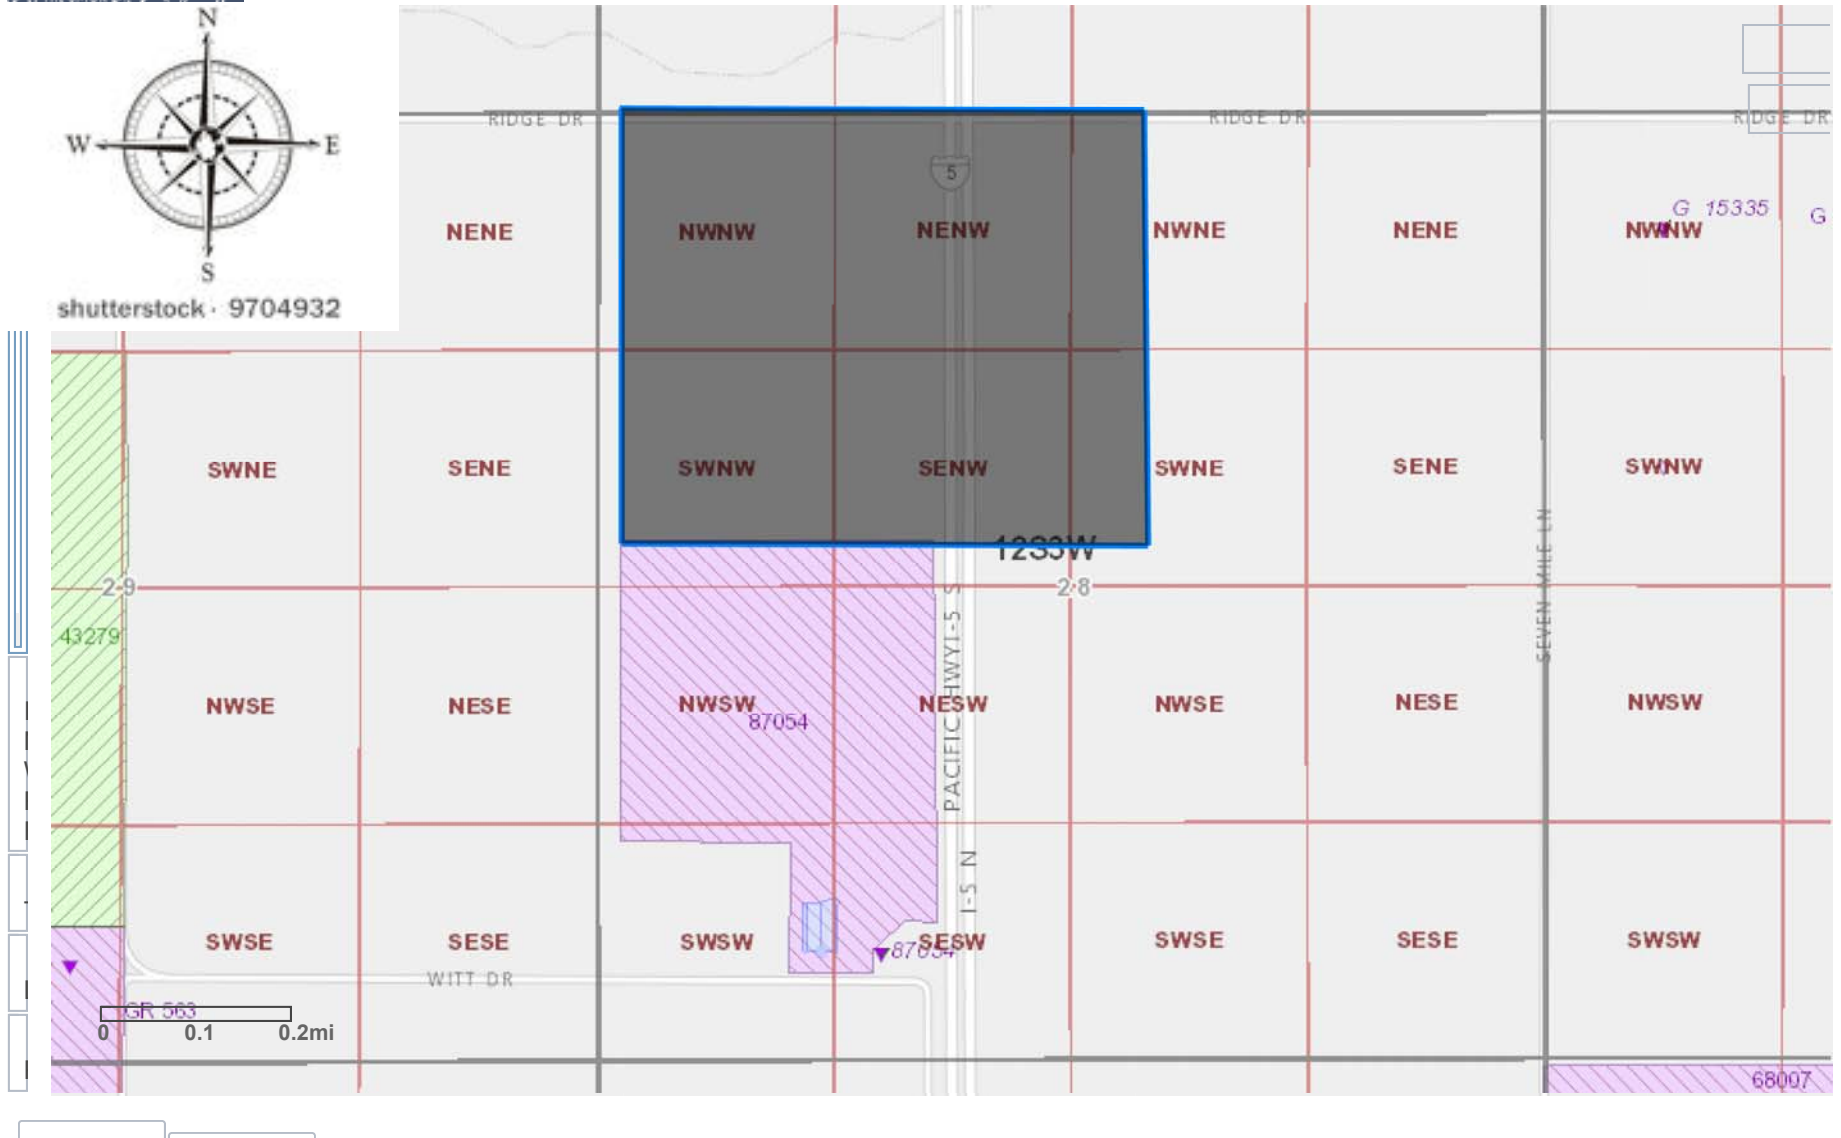 N
W E
S
shutterstock · 9704932
RIDGE DR
RIDGE DR
RIDGE DR
5
G 15335
G
NENE
NWNW
NENW
NWNE
NENE
NWNW
SWNE
SENE
SWNW
SENW
SWNE
SENE
SWNW
12S3W
2-9
2-8
SEVEN MILE LN
43279
PACIFIC HWY I-5 S
NWSE
NESE
NWSW
87054
NESW
NWSE
NESE
NWSW
I-5 N
SWSE
SESE
SWSW
87054
SESW
SWSE
SESE
SWSW
WITT DR
GR 563
0 0.1 0.2mi
68007